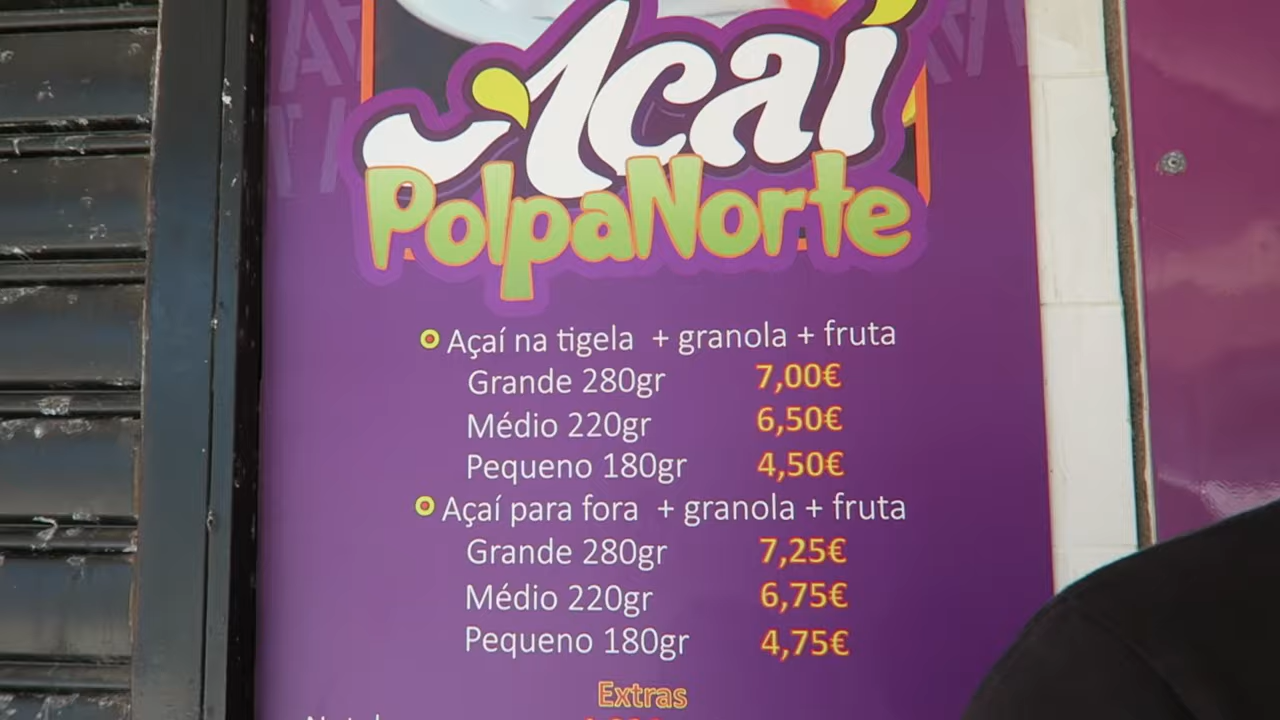 Açaí
PolpaNorte
Açaí na tigela + granola + fruta
Grande 280gr 7,00€
Médio 220gr 6,50€
Pequeno 180gr 4,50€
Açaí para fora + granola + fruta
Grande 280gr 7,25€
Médio 220gr 6,75€
Pequeno 180gr 4,75€
Extras